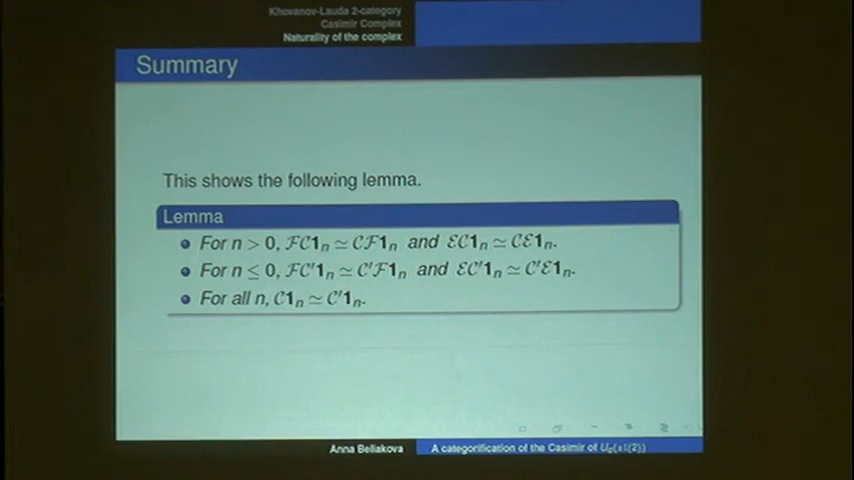 Khovanov-Lauda 2-category
Casimir Complex
Naturality of the complex
Summary
This shows the following lemma.
Lemma
For n > 0, ℱ𝒞𝟏ₙ ≃ 𝒞ℱ𝟏ₙ and ℰ𝒞𝟏ₙ ≃ 𝒞ℰ𝟏ₙ.
For n ≤ 0, ℱ𝒞′𝟏ₙ ≃ 𝒞′ℱ𝟏ₙ and ℰ𝒞′𝟏ₙ ≃ 𝒞′ℰ𝟏ₙ.
For all n, 𝒞𝟏ₙ ≃ 𝒞′𝟏ₙ.
Anna Beliakova A categorification of the Casimir of U_q(sl(2))